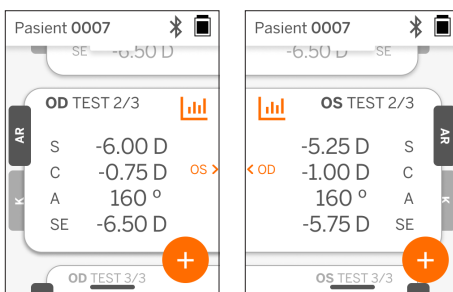 Pasient 0007
SE -6.50 D
OD TEST 2/3
AR
S -6.00 D
C -0.75 D OS >
K
A 160 º
SE -6.50 D
+
OD TEST 3/3
Pasient 0007
-6.50 D SE
OS TEST 2/3
AR
-5.25 D S
< OD -1.00 D C
K
160 º A
-5.75 D SE
+
OS TEST 3/3